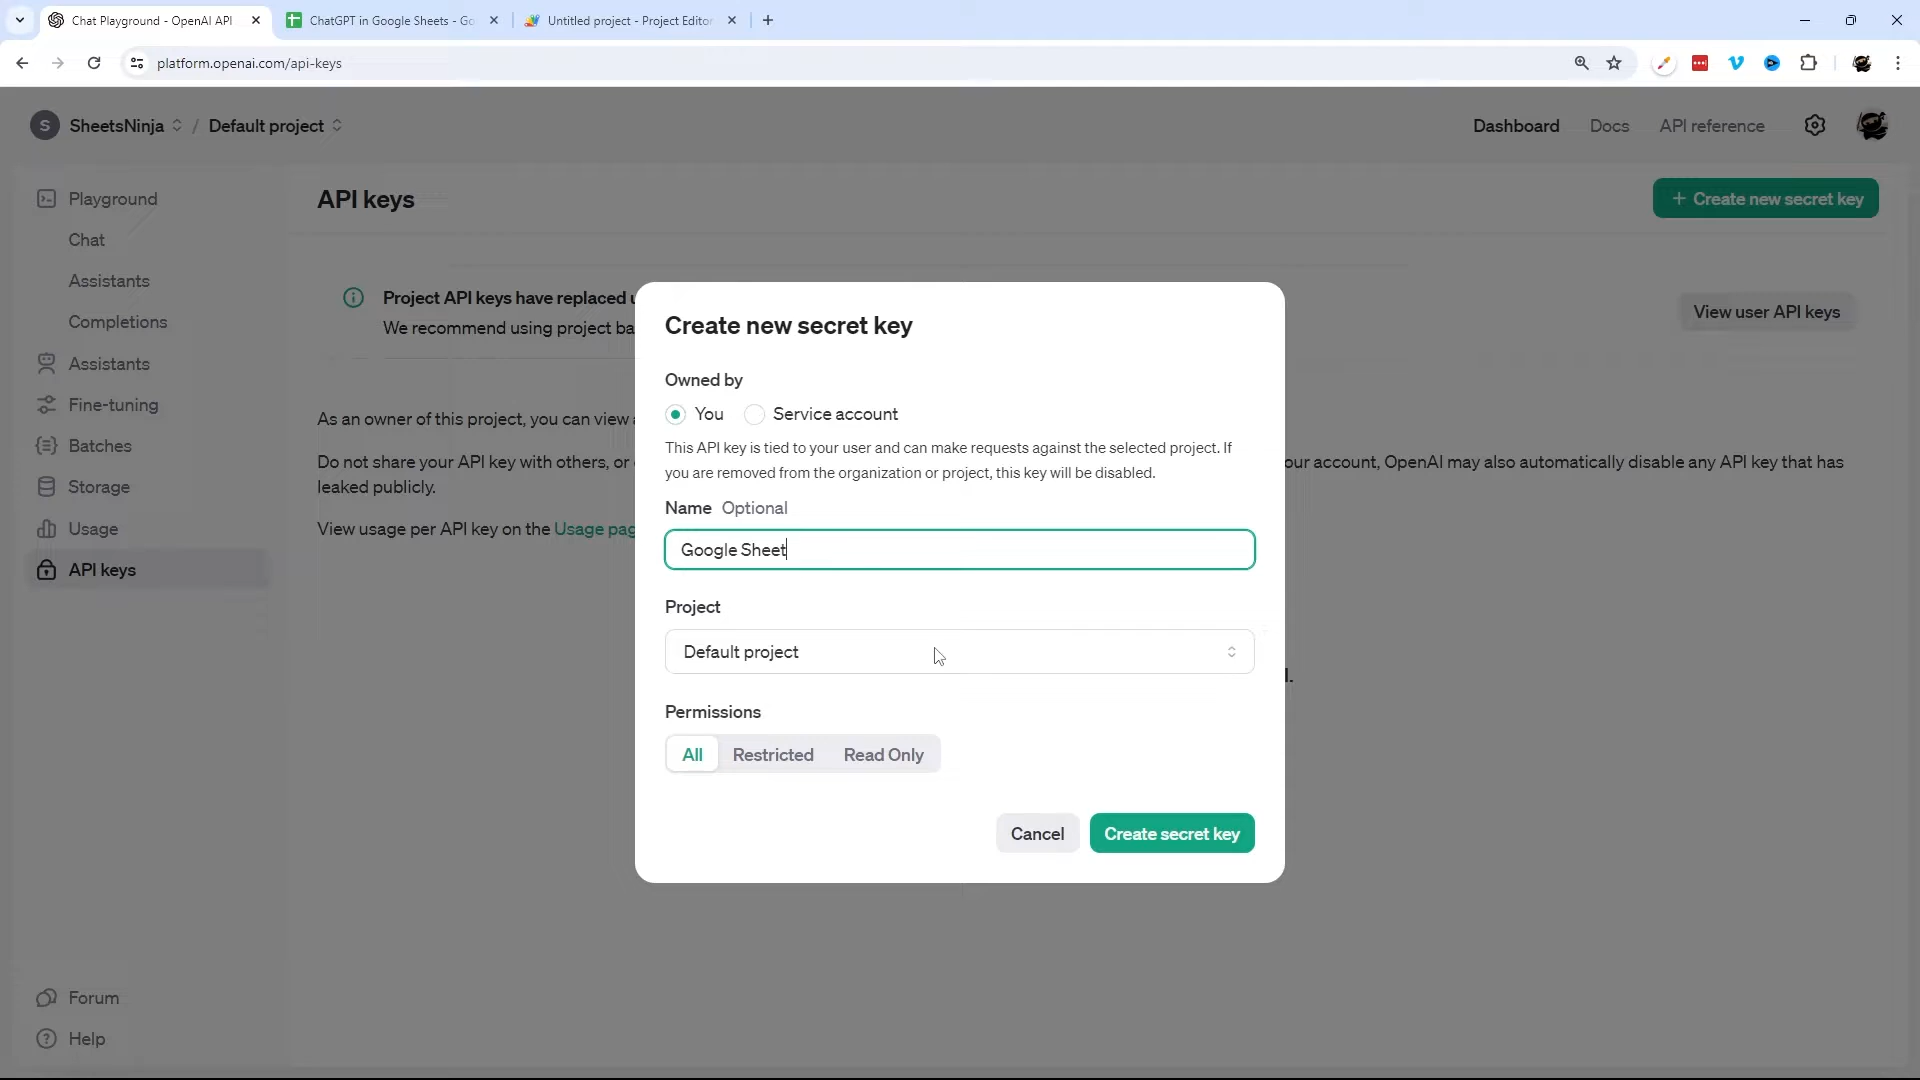 Chat Playground - OpenAI API
ChatGPT in Google Sheets - Go
Untitled project - Project Editor
platform.openai.com/api-keys
S SheetsNinja / Default project
Dashboard Docs API reference
Playground
Chat
Assistants
Completions
Assistants
Fine-tuning
Batches
Storage
Usage
API keys
Forum
Help
API keys
+ Create new secret key
Project API keys have replaced
We recommend using project ba
View user API keys
As an owner of this project, you can view
Do not share your API key with others, or our account, OpenAI may also automatically disable any API key that has
leaked publicly.
View usage per API key on the Usage pag
Create new secret key
Owned by
You Service account
This API key is tied to your user and can make requests against the selected project. If
you are removed from the organization or project, this key will be disabled.
Name Optional
Google Sheet
Project
Default project
Permissions
All Restricted Read Only
Cancel Create secret key